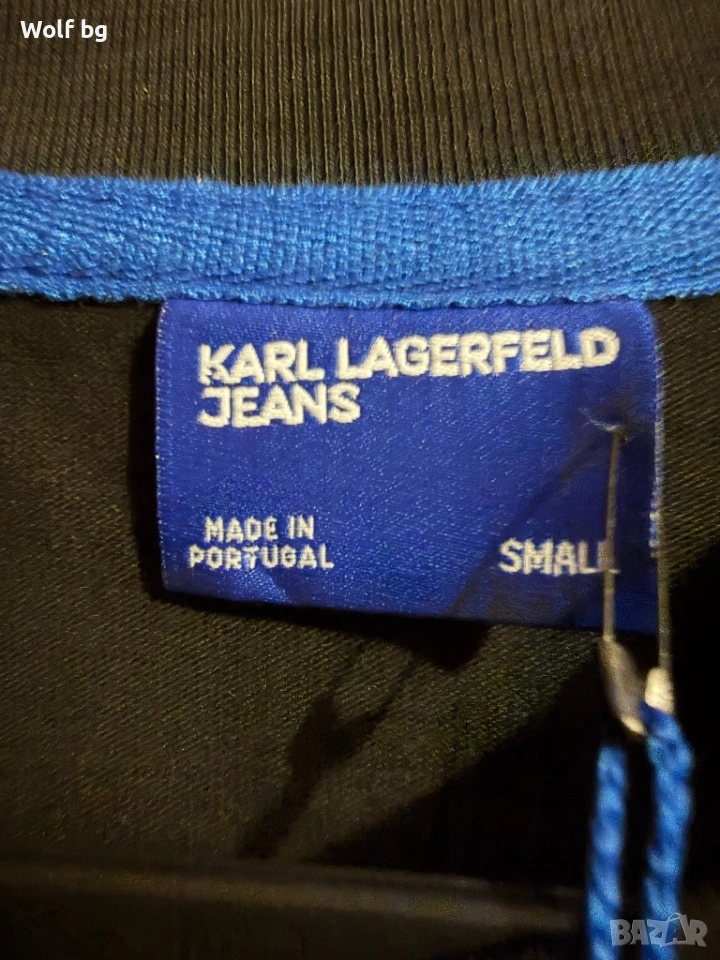 Wolf bg
KARL LAGERFELD
JEANS
MADE IN
PORTUGAL
SMALL
BAZAR